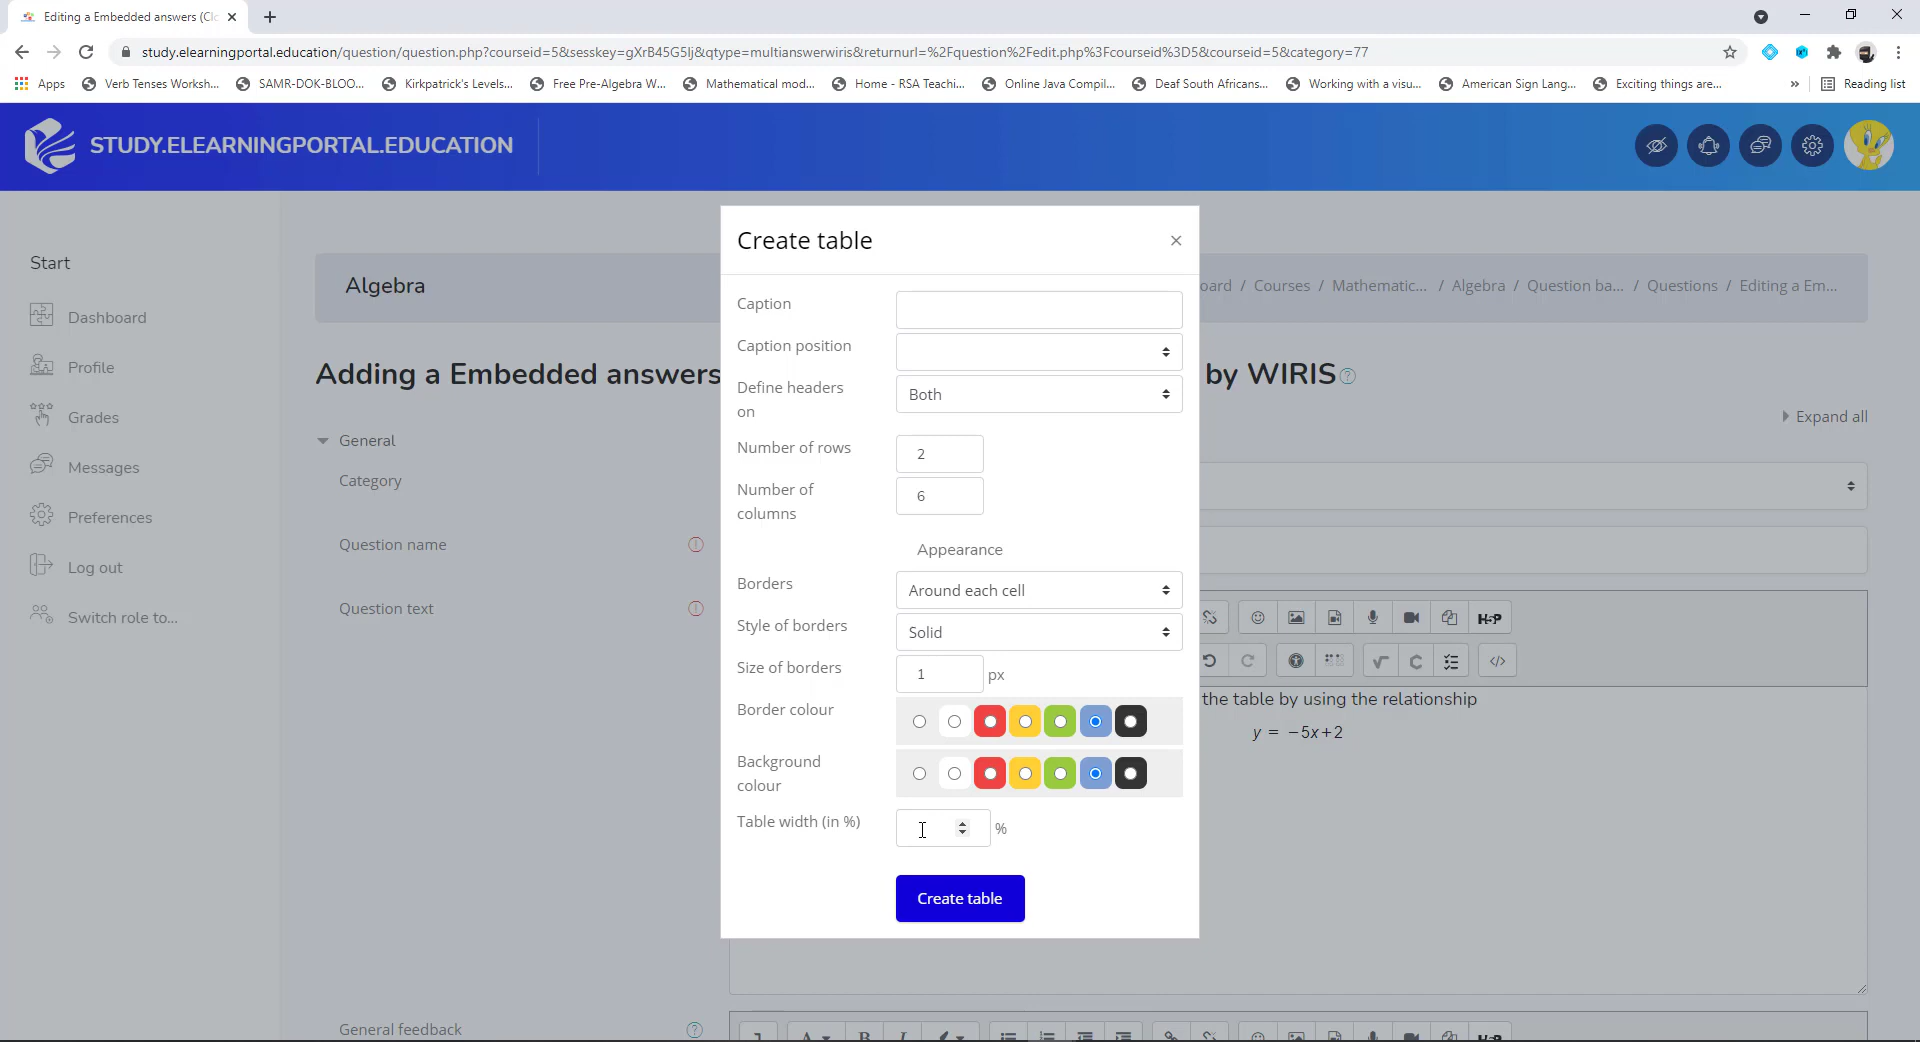 Editing a Embedded answers (Clo
study.elearningportal.education/question/question.php?courseid=5&sesskey=gXrB45G5lj&qtype=multianswerwiris&returnurl=%2Fquestion%2Fedit.php%3Fcourseid%3D5&courseid=5&category=77
Apps Verb Tenses Worksh... SAMR-DOK-BLOO... Kirkpatrick's Levels... Free Pre-Algebra W... Mathematical mod... Home - RSA Teachi... Online Java Compil... Deaf South Africans... Working with a visu... American Sign Lang... Exciting things are... » Reading list
STUDY.ELEARNINGPORTAL.EDUCATION
Start
Dashboard
Profile
Grades
Messages
Preferences
Log out
Switch role to...
Algebra
oard / Courses / Mathematic... / Algebra / Question ba... / Questions / Editing a Em...
Adding a Embedded answers
by WIRIS
Expand all
General
Category
Question name
Question text
H5P
the table by using the relationship
y = −5x+2
General feedback
Create table ×
Caption
Caption position
Define headers on
Both
Number of rows
2
Number of columns
6
Appearance
Borders
Around each cell
Style of borders
Solid
Size of borders
1 px
Border colour
Background colour
Table width (in %)
%
Create table